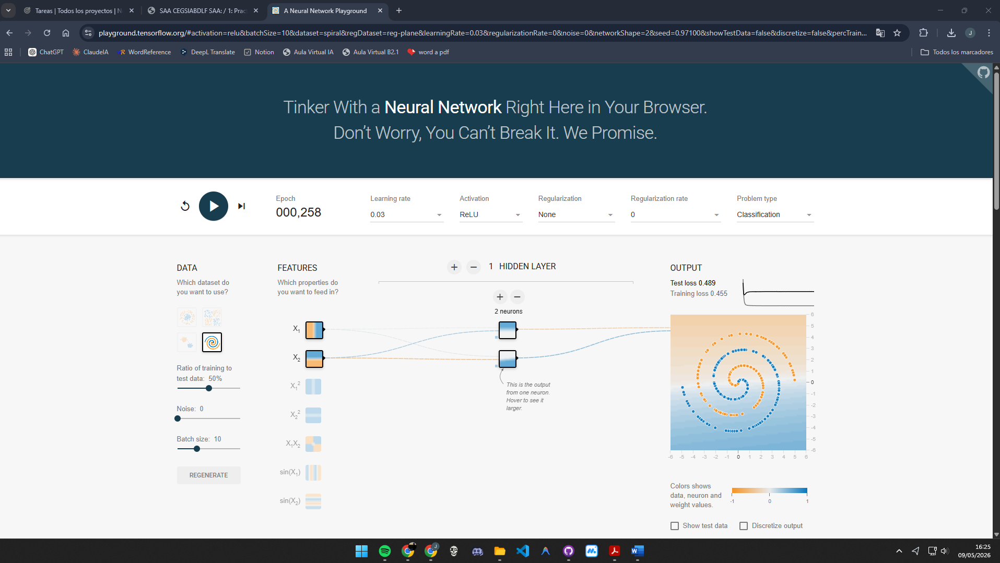 Tareas | Todos los proyectos | N
SAA CEGSIABDLF SAA: / 1: Prac
A Neural Network Playground
playground.tensorflow.org/#activation=relu&batchSize=10&dataset=spiral&regDataset=reg-plane&learningRate=0.03&regularizationRate=0&noise=0&networkShape=2&seed=0.97100&showTestData=false&discretize=false&percTrain...
J
ChatGPT
ClaudeIA
WordReference
DeepL Translate
Notion
Aula Virtual IA
Aula Virtual B2.1
word a pdf
Todos los marcadores
Tinker With a Neural Network Right Here in Your Browser.
Don’t Worry, You Can’t Break It. We Promise.
Epoch
000,258
Learning rate
0.03
Activation
ReLU
Regularization
None
Regularization rate
0
Problem type
Classification
DATA
Which dataset do
you want to use?
Ratio of training to
test data: 50%
Noise: 0
Batch size: 10
REGENERATE
FEATURES
Which properties do
you want to feed in?
X1
X2
X1²
X2²
X1X2
sin(X1)
sin(X2)
+ − 1 HIDDEN LAYER
+ −
2 neurons
This is the output
from one neuron.
Hover to see it
larger.
OUTPUT
Test loss 0.489
Training loss 0.455
6
5
4
3
2
1
0
-1
-2
-3
-4
-5
-6
-6 -5 -4 -3 -2 -1 0 1 2 3 4 5 6
Colors shows
data, neuron and
weight values.
-1 0 1
Show test data
Discretize output
J
16:25
09/05/2026